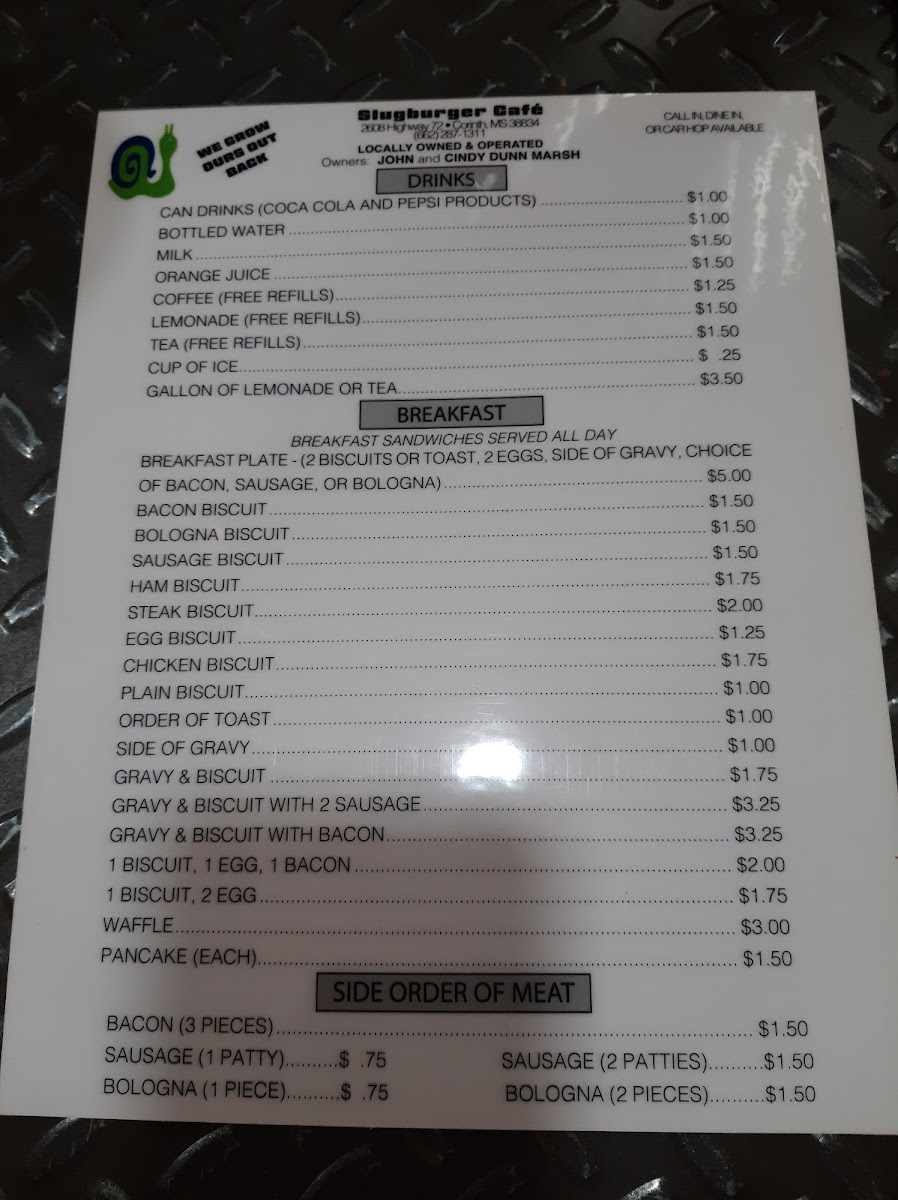 WE GROW
OURS OUT
BACK
Slugburger Café
2608 Highway 72 • Corinth, MS 38834
(662) 287-1311
LOCALLY OWNED & OPERATED
Owners: JOHN and CINDY DUNN MARSH
CALL IN, DINE IN,
OR CAR HOP AVAILABLE
DRINKS
CAN DRINKS (COCA COLA AND PEPSI PRODUCTS) $1.00
BOTTLED WATER $1.00
MILK $1.50
ORANGE JUICE $1.50
COFFEE (FREE REFILLS) $1.25
LEMONADE (FREE REFILLS) $1.50
TEA (FREE REFILLS) $1.50
CUP OF ICE $ .25
GALLON OF LEMONADE OR TEA $3.50
BREAKFAST
BREAKFAST SANDWICHES SERVED ALL DAY
BREAKFAST PLATE - (2 BISCUITS OR TOAST, 2 EGGS, SIDE OF GRAVY, CHOICE
OF BACON, SAUSAGE, OR BOLOGNA) $5.00
BACON BISCUIT $1.50
BOLOGNA BISCUIT $1.50
SAUSAGE BISCUIT $1.50
HAM BISCUIT $1.75
STEAK BISCUIT $2.00
EGG BISCUIT $1.25
CHICKEN BISCUIT $1.75
PLAIN BISCUIT $1.00
ORDER OF TOAST $1.00
SIDE OF GRAVY $1.00
GRAVY & BISCUIT $1.75
GRAVY & BISCUIT WITH 2 SAUSAGE $3.25
GRAVY & BISCUIT WITH BACON $3.25
1 BISCUIT, 1 EGG, 1 BACON $2.00
1 BISCUIT, 2 EGG $1.75
WAFFLE $3.00
PANCAKE (EACH) $1.50
SIDE ORDER OF MEAT
BACON (3 PIECES) $1.50
SAUSAGE (1 PATTY) $ .75 SAUSAGE (2 PATTIES) $1.50
BOLOGNA (1 PIECE) $ .75 BOLOGNA (2 PIECES) $1.50